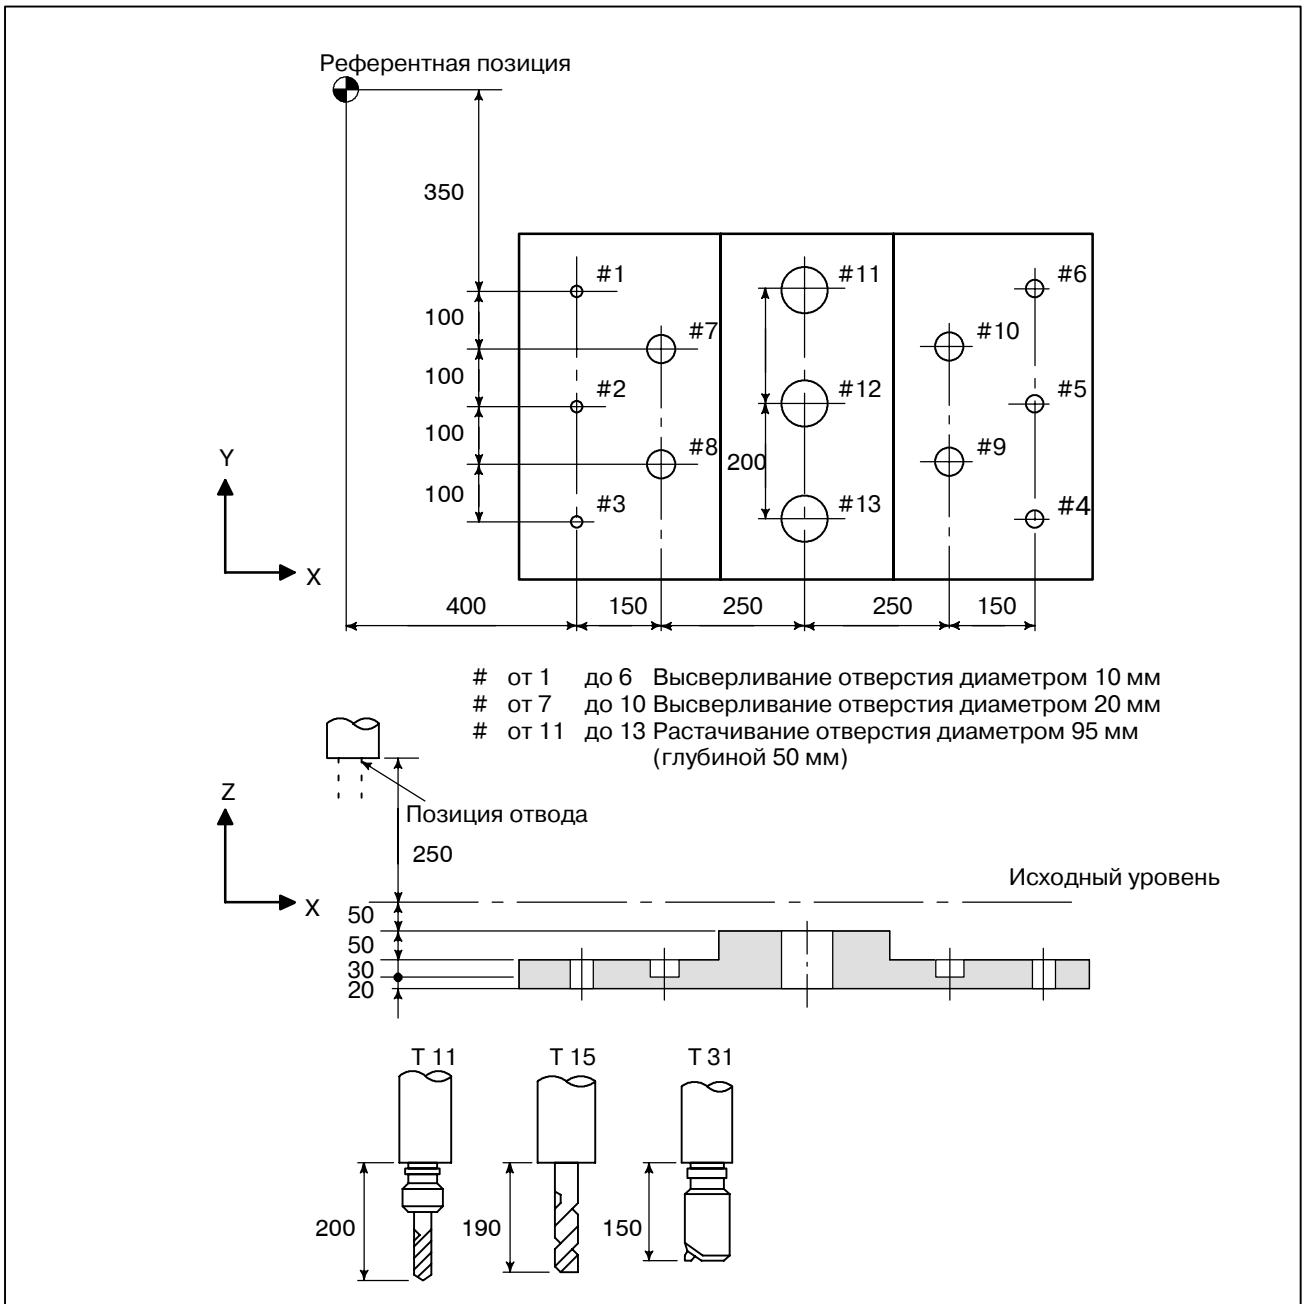 Референтная позиция
350
#1
#11
#6
100
#7
#10
100
#2
#12
#5
100
#8
200
#9
Y
100
#3
#13
#4
X
400
150
250
250
150
# от 1 до 6 Высверливание отверстия диаметром 10 мм
# от 7 до 10 Высверливание отверстия диаметром 20 мм
# от 11 до 13 Растачивание отверстия диаметром 95 мм
(глубиной 50 мм)
Z
Позиция отвода
250
Исходный уровень
X
50
50
30
20
T 11
T 15
T 31
200
190
150